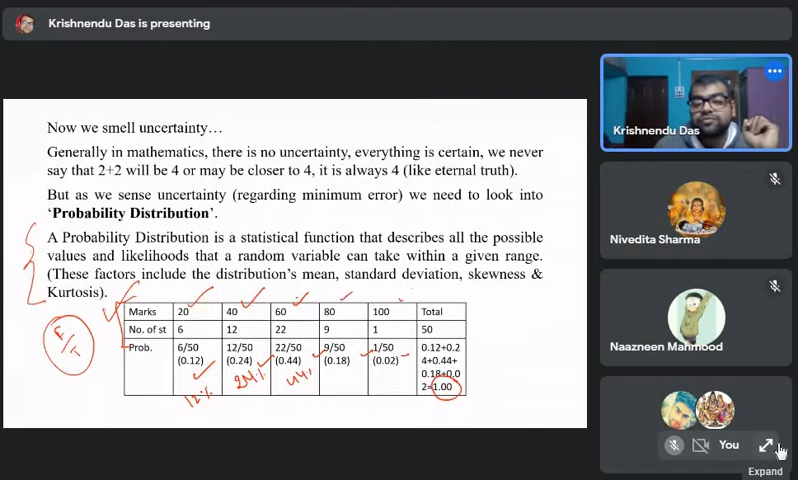 Krishnendu Das is presenting
Now we smell uncertainty…
Generally in mathematics, there is no uncertainty, everything is certain, we never
say that 2+2 will be 4 or may be closer to 4, it is always 4 (like eternal truth).
But as we sense uncertainty (regarding minimum error) we need to look into
‘Probability Distribution’.
A Probability Distribution is a statistical function that describes all the possible
values and likelihoods that a random variable can take within a given range.
(These factors include the distribution’s mean, standard deviation, skewness &
Kurtosis).
Marks 20 40 60 80 100 Total
No. of st 6 12 22 9 1 50
Prob. 6/50 12/50 22/50 9/50 1/50 0.12+0.2
(0.12) (0.24) (0.44) (0.18) (0.02) 4+0.44+
0.18+0.0
2=1.00
F/T
12% 24% 44%
Krishnendu Das
Nivedita Sharma
Naazneen Mahmood
You
Expand